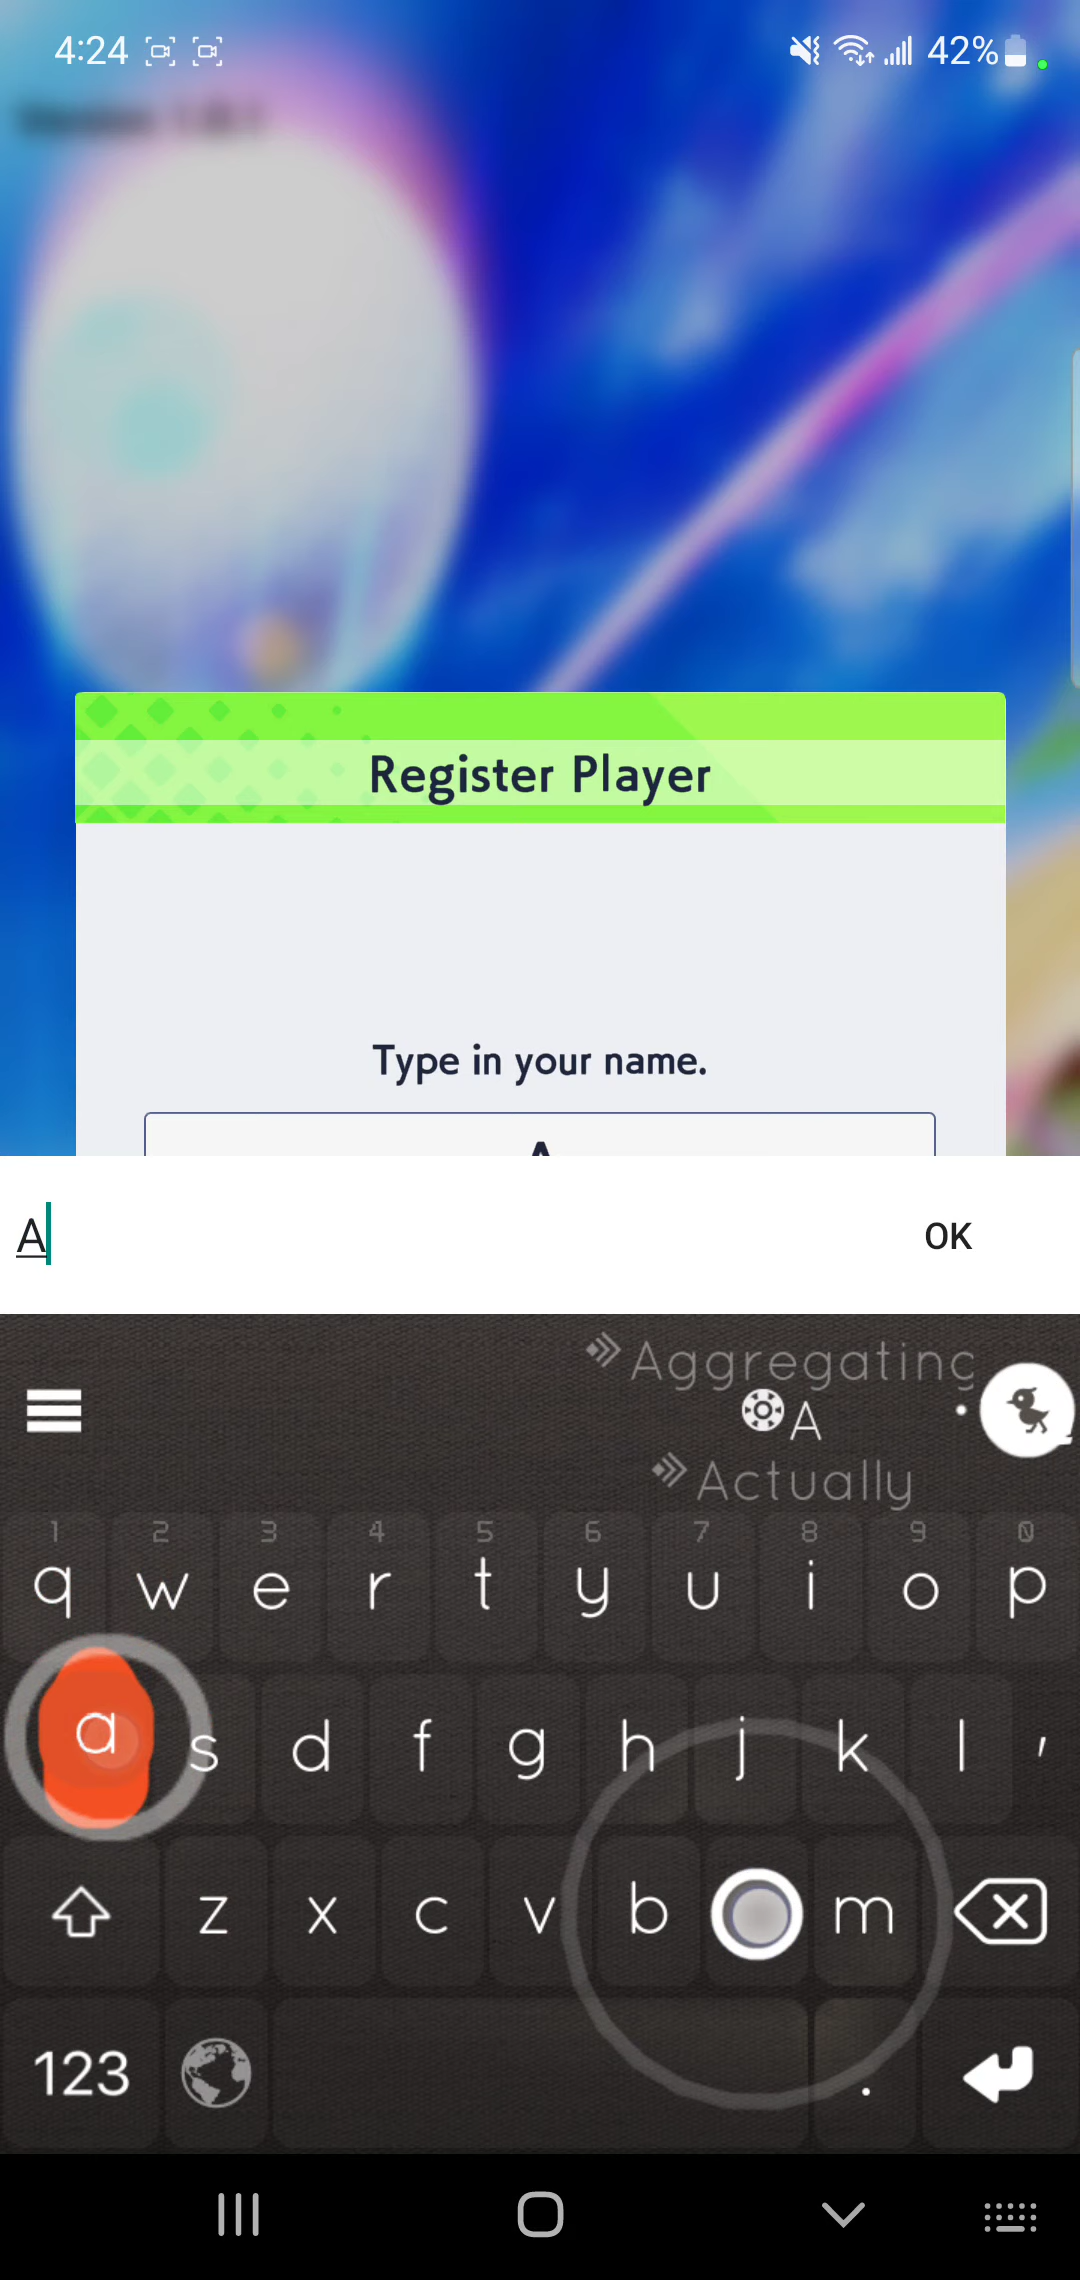 4:24 42%
Register Player
Type in your name.
A
A OK
Aggregating
A
Actually
1 2 3 4 5 6 7 8 9 0
q w e r t y u i o p
a s d f g h j k l '
z x c v b m
123 .